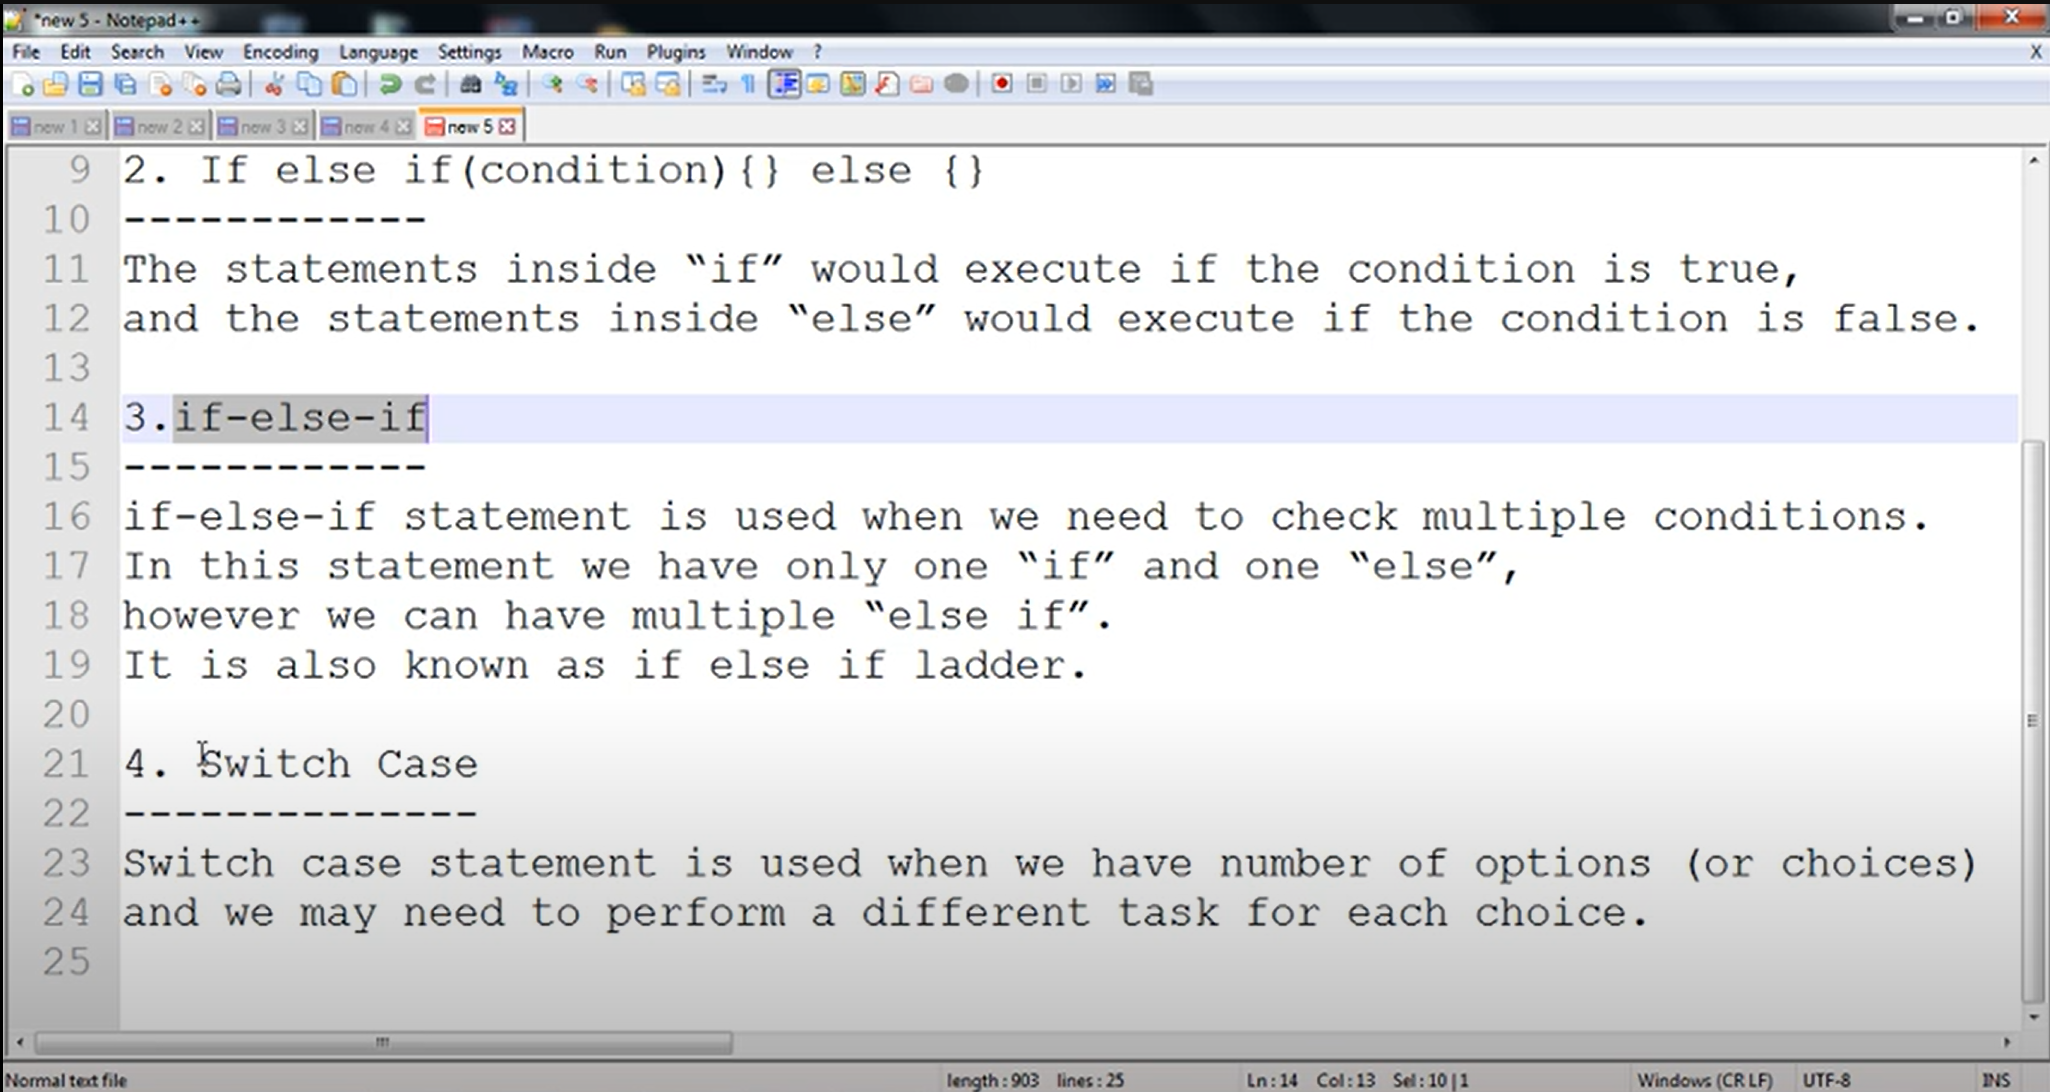 *new 5 - Notepad++
File Edit Search View Encoding Language Settings Macro Run Plugins Window ? X
new 1 new 2 new 3 new 4 new 5
9 2. If else if(condition){} else {}
10 ------------
11 The statements inside “if” would execute if the condition is true,
12 and the statements inside “else” would execute if the condition is false.
13
14 3.if-else-if
15 ------------
16 if-else-if statement is used when we need to check multiple conditions.
17 In this statement we have only one “if” and one “else”,
18 however we can have multiple “else if”.
19 It is also known as if else if ladder.
20
21 4. Switch Case
22 --------------
23 Switch case statement is used when we have number of options (or choices)
24 and we may need to perform a different task for each choice.
25
Normal text file length : 903 lines : 25 Ln : 14 Col : 13 Sel : 10 | 1 Windows (CR LF) UTF-8 INS